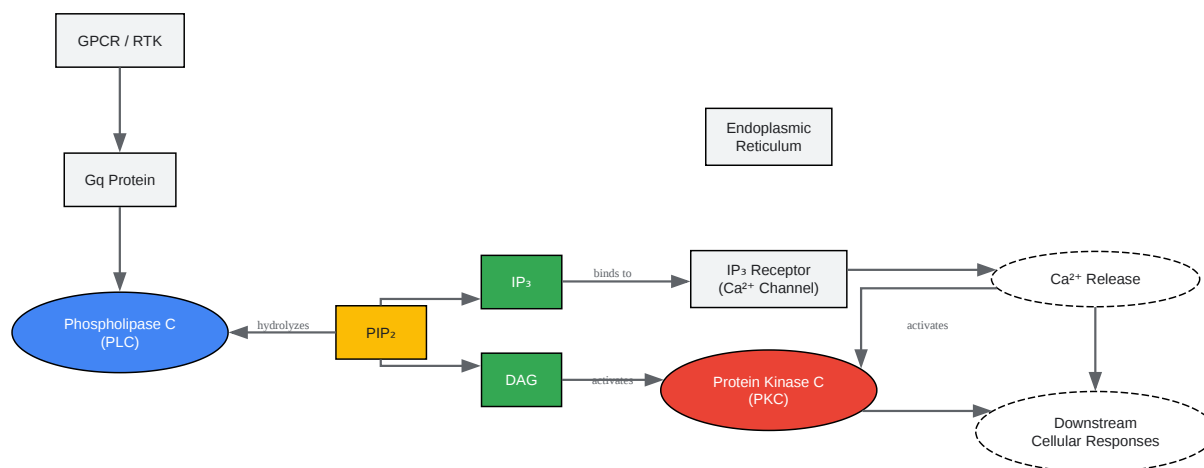 GPCR / RTK
Endoplasmic
Reticulum
Gq Protein
IP₃
binds to
IP₃ Receptor
(Ca²⁺ Channel)
Ca²⁺ Release
Phospholipase C
(PLC)
hydrolyzes
PIP₂
activates
DAG
activates
Protein Kinase C
(PKC)
Downstream
Cellular Responses